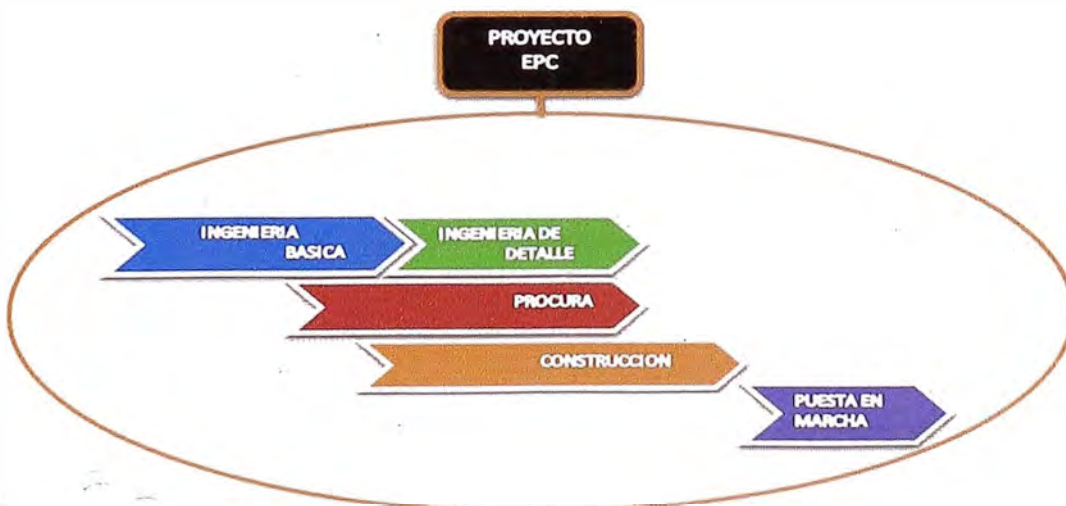 PROYECTO
EPC
INGENIERIA
BASICA
INGENIERIA DE
DETALLE
PROCURA
CONSTRUCCION
PUESTA EN
MARCHA